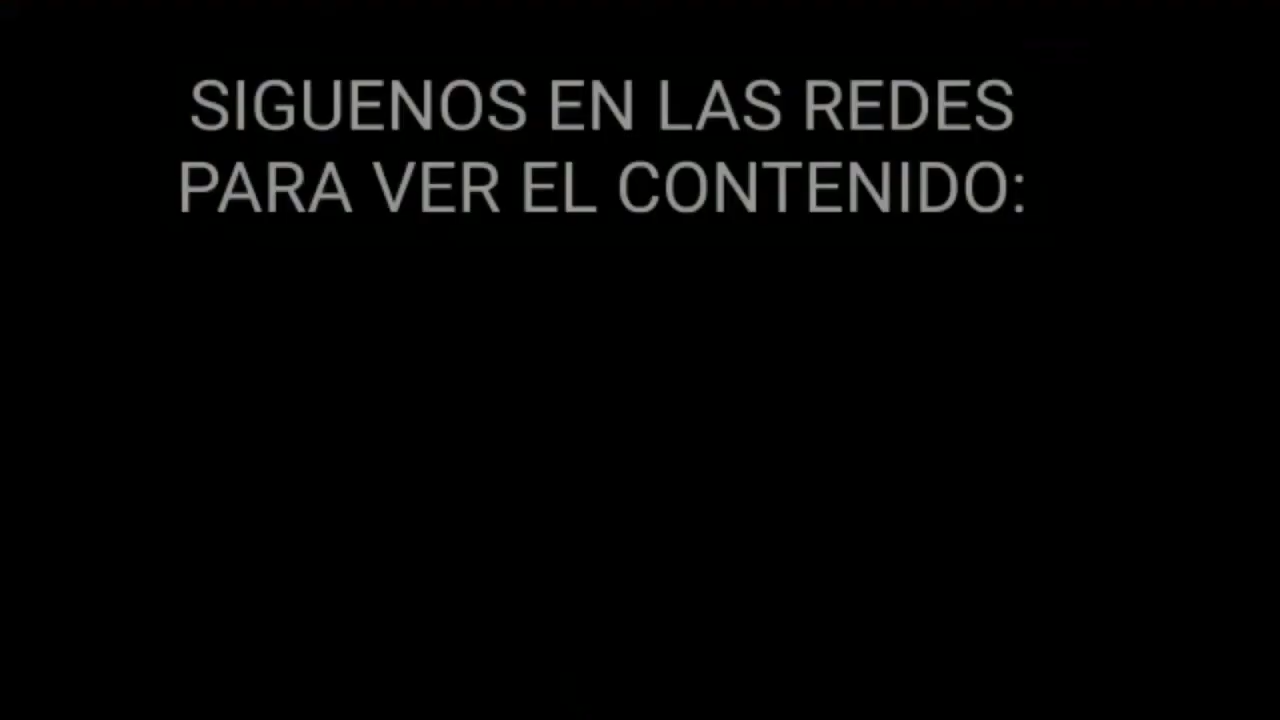 SIGUENOS EN LAS REDES
PARA VER EL CONTENIDO: